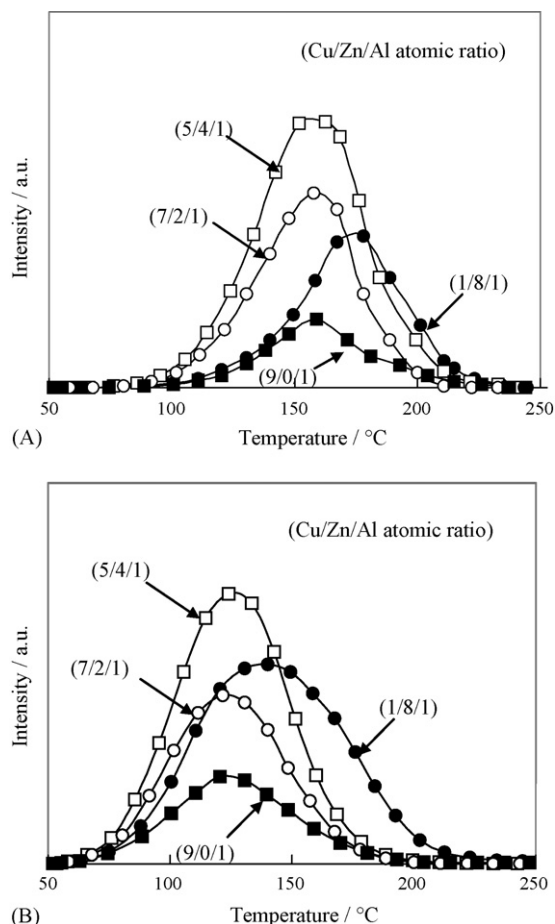 (Cu/Zn/Al atomic ratio)
(5/4/1)
(7/2/1)
(1/8/1)
(9/0/1)
Intensity / a.u.
50 100 150 200 250
(A)
Temperature / °C
(Cu/Zn/Al atomic ratio)
(5/4/1)
(7/2/1)
(1/8/1)
(9/0/1)
Intensity / a.u.
50 100 150 200 250
(B)
Temperature / °C